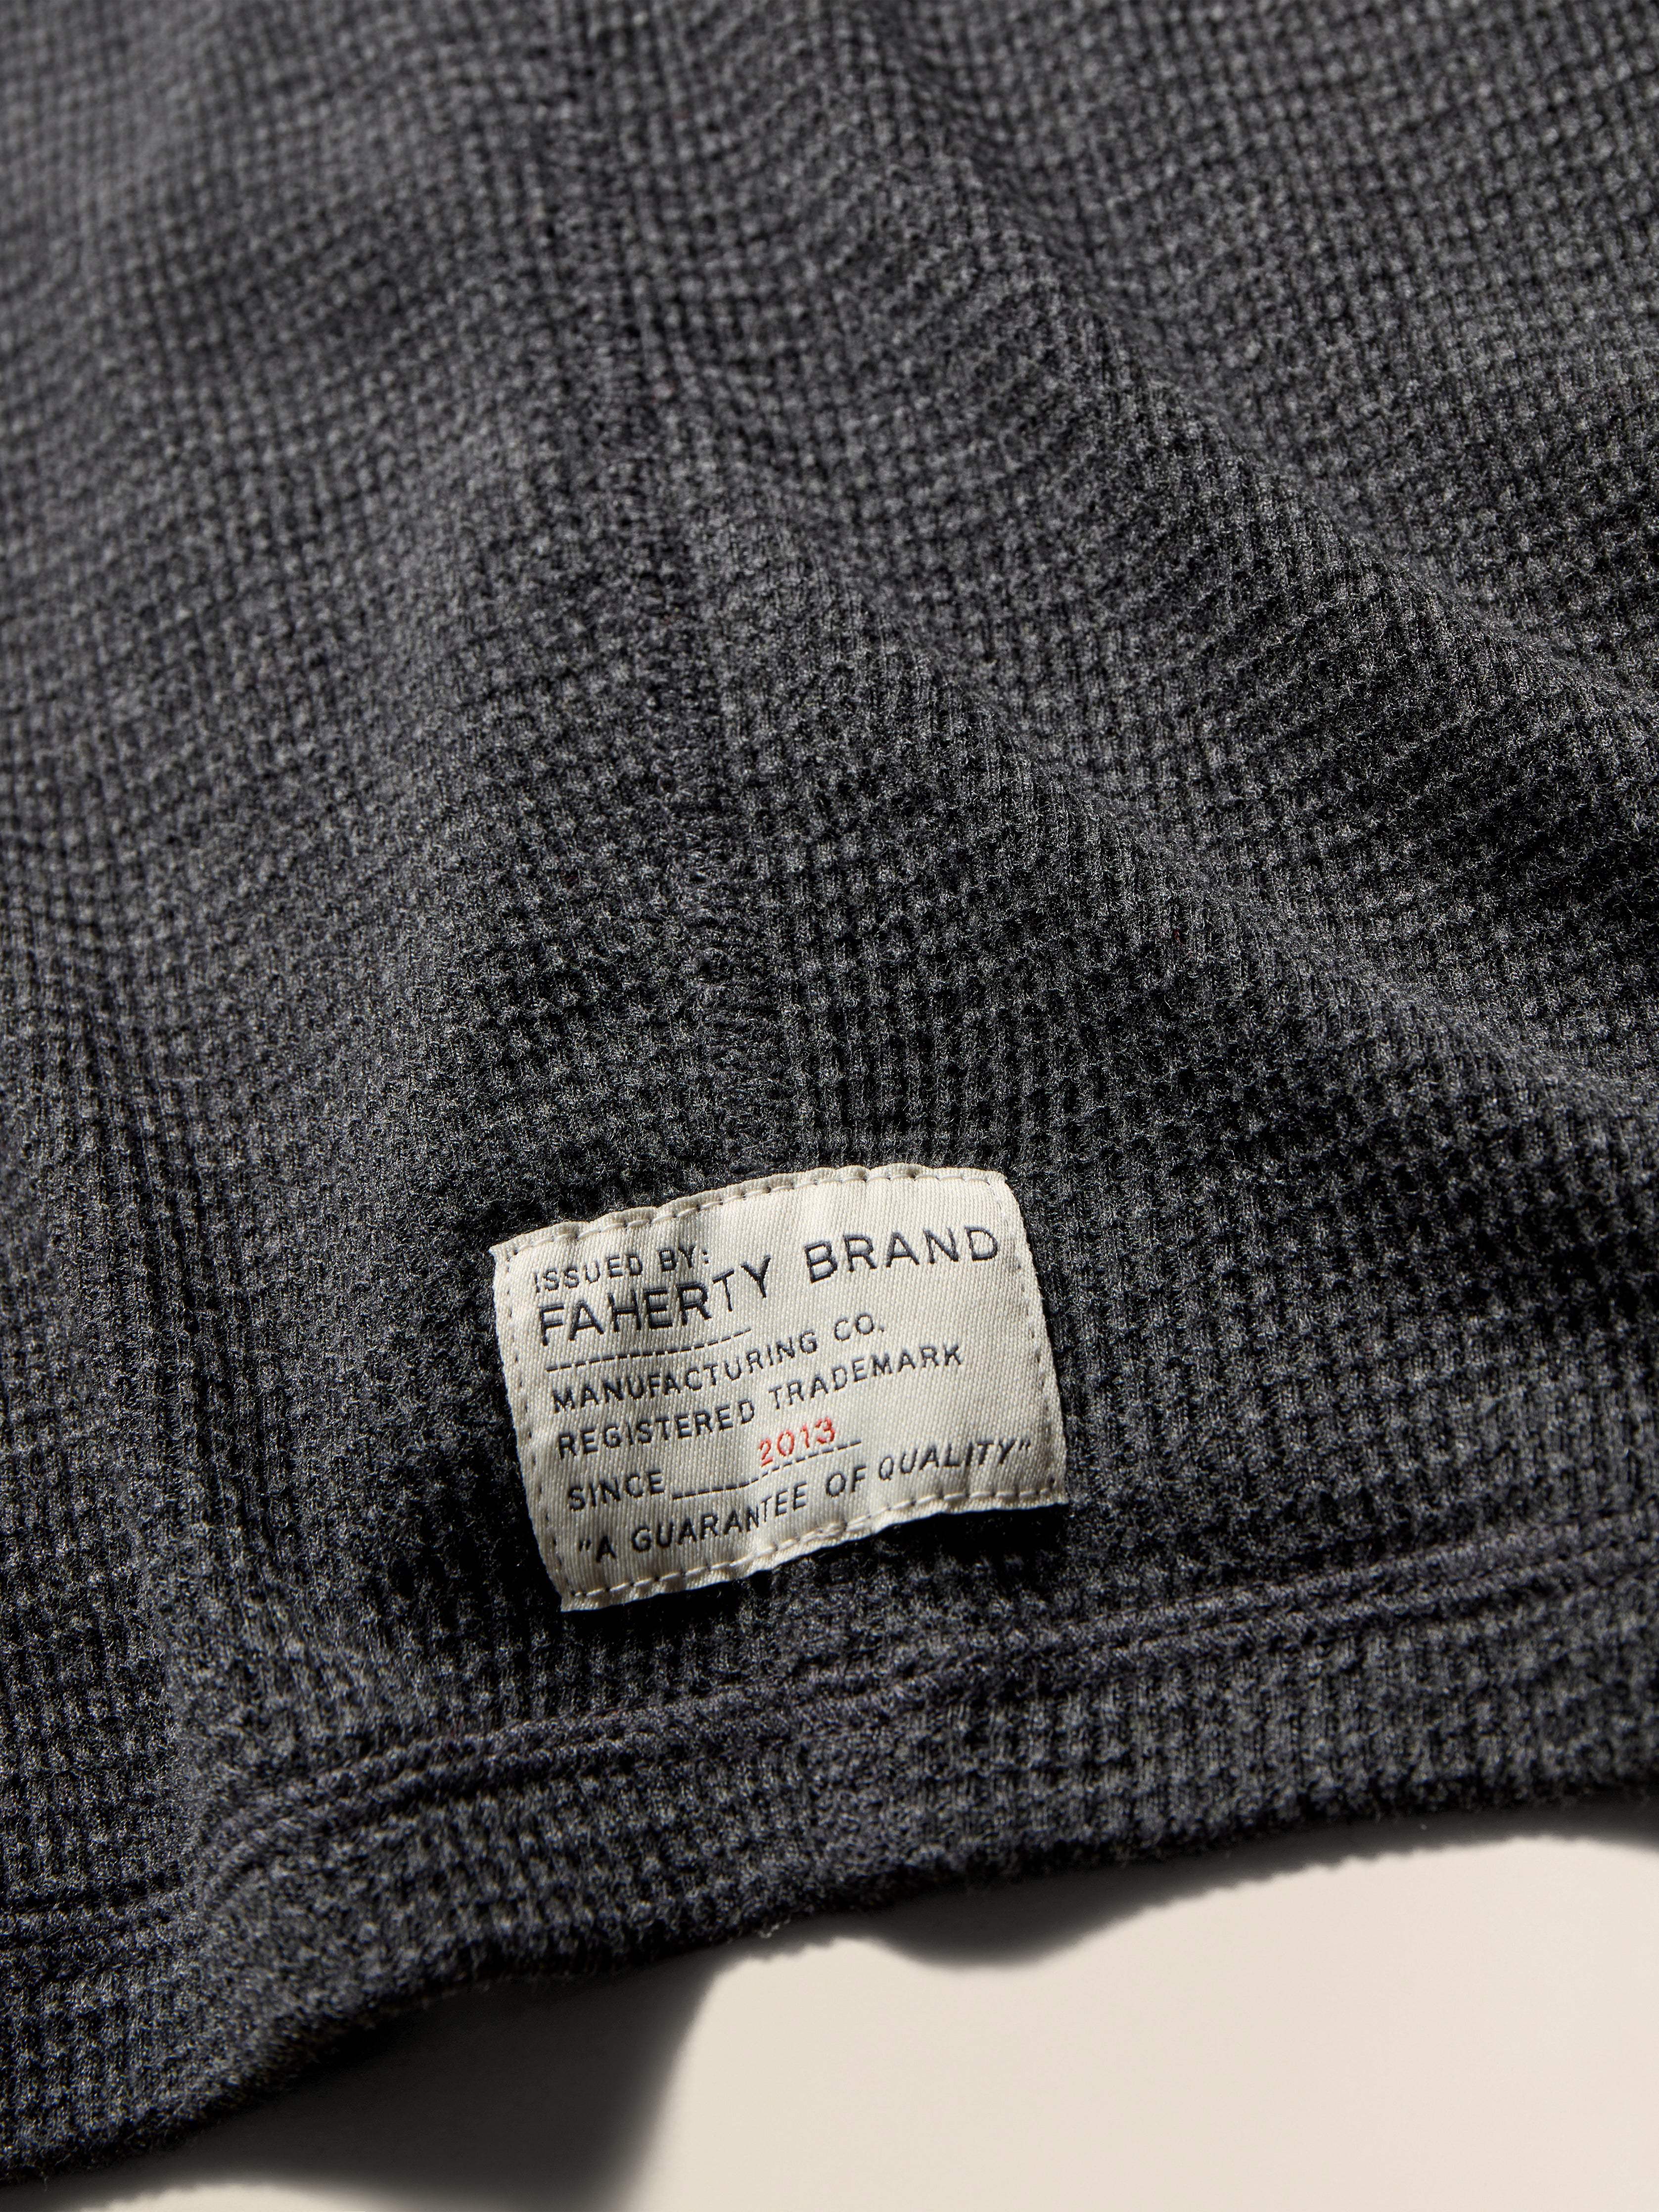 ISSUED BY:
FAHERTY BRAND
MANUFACTURING CO.
REGISTERED TRADEMARK
SINCE 2013
"A GUARANTEE OF QUALITY"